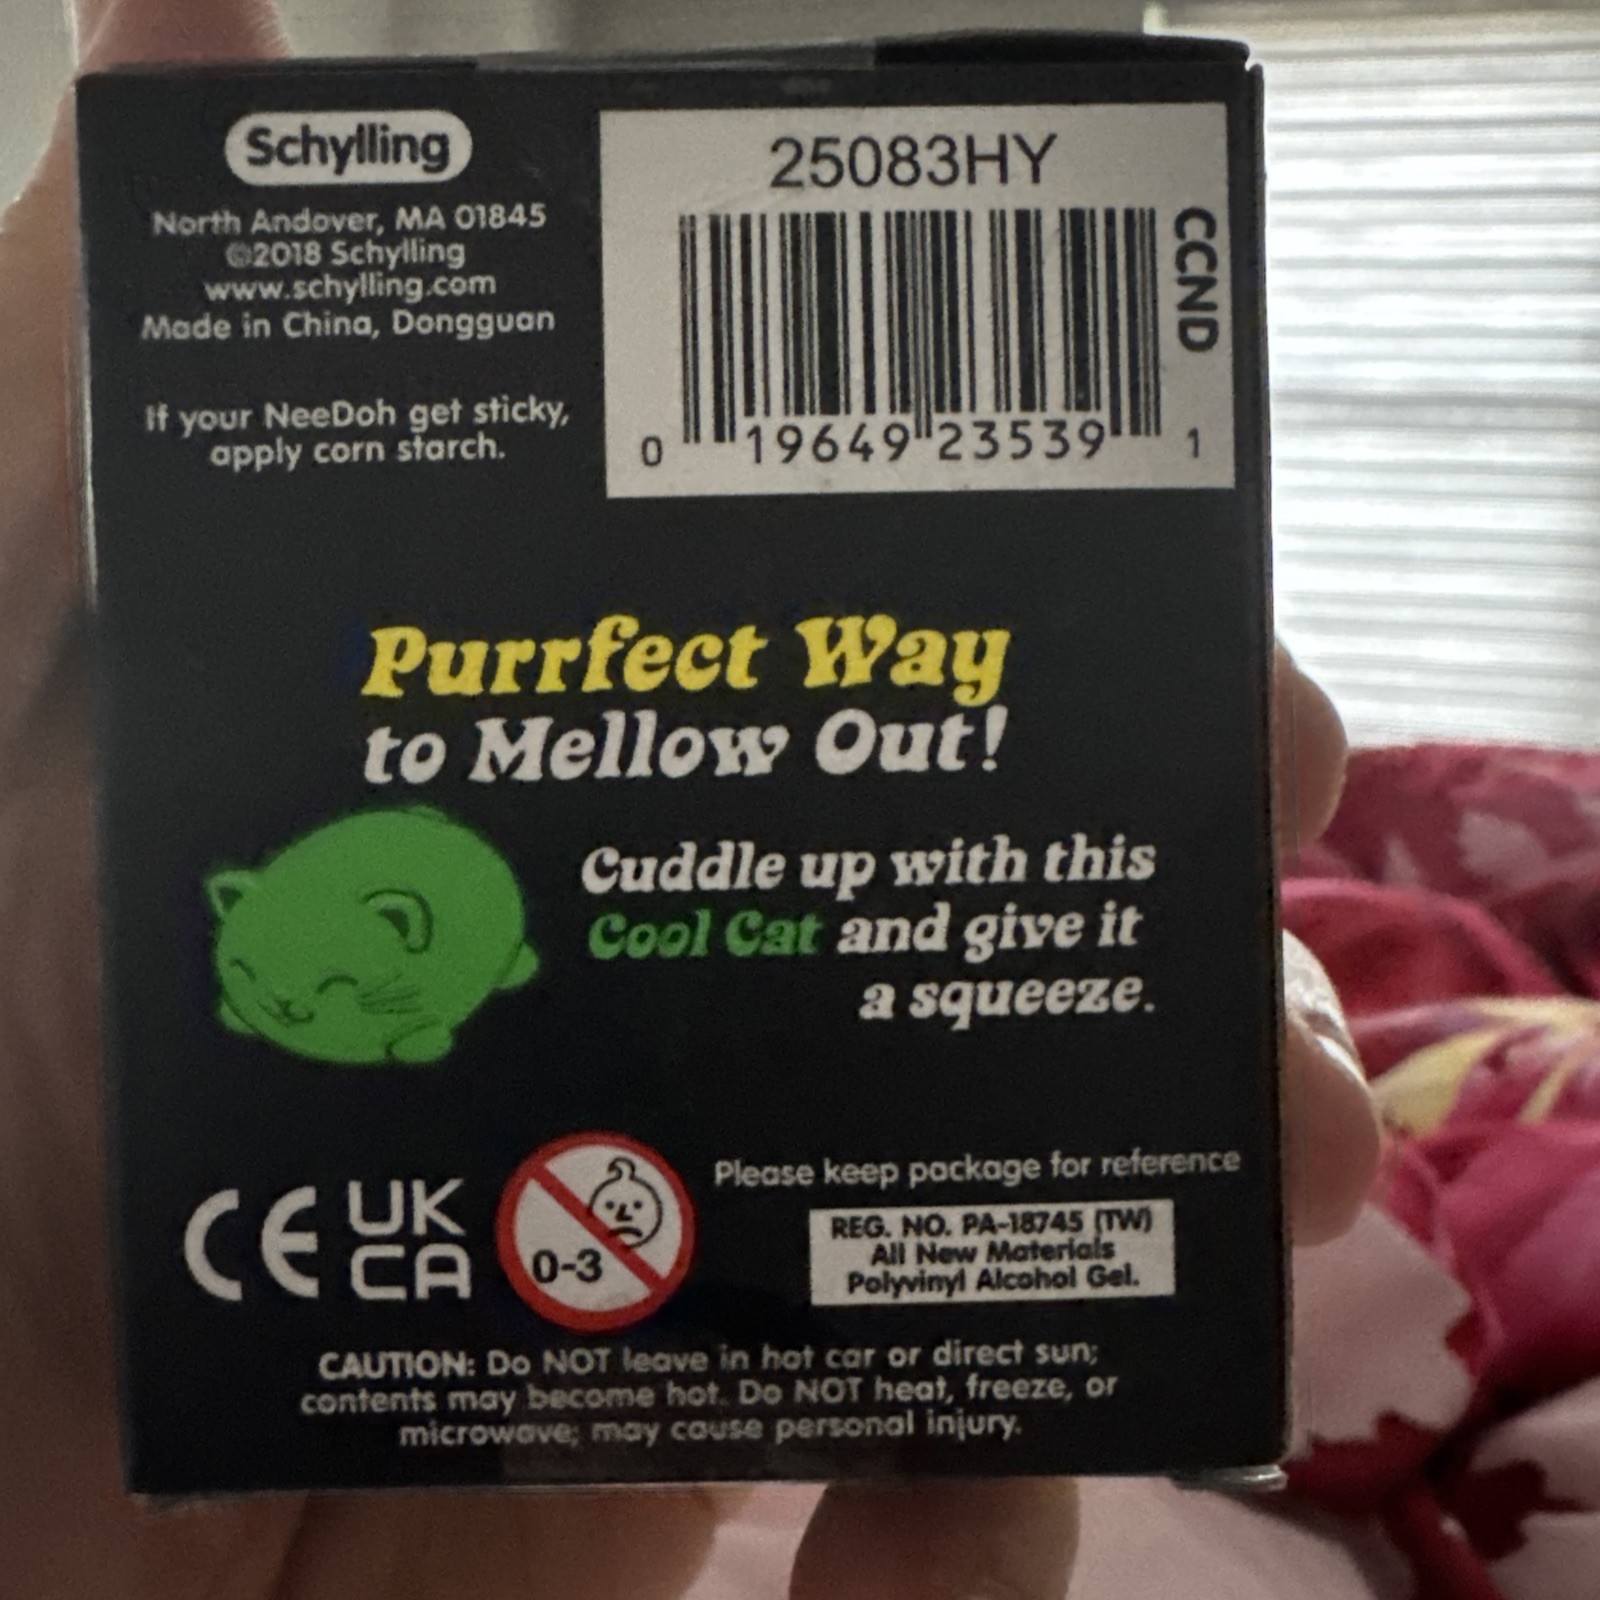 Schylling
North Andover, MA 01845
©2018 Schylling
www.schylling.com
Made in China, Dongguan
If your NeeDoh get sticky,
apply corn starch.
25083HY
CCND
0 19649 23539 1
Purrfect Way
to Mellow Out!
Cuddle up with this
Cool Cat and give it
a squeeze.
CE
UK
CA
0-3
Please keep package for reference
REG. NO. PA-18745 (TW)
All New Materials
Polyvinyl Alcohol Gel.
CAUTION: Do NOT leave in hot car or direct sun;
contents may become hot. Do NOT heat, freeze, or
microwave; may cause personal injury.